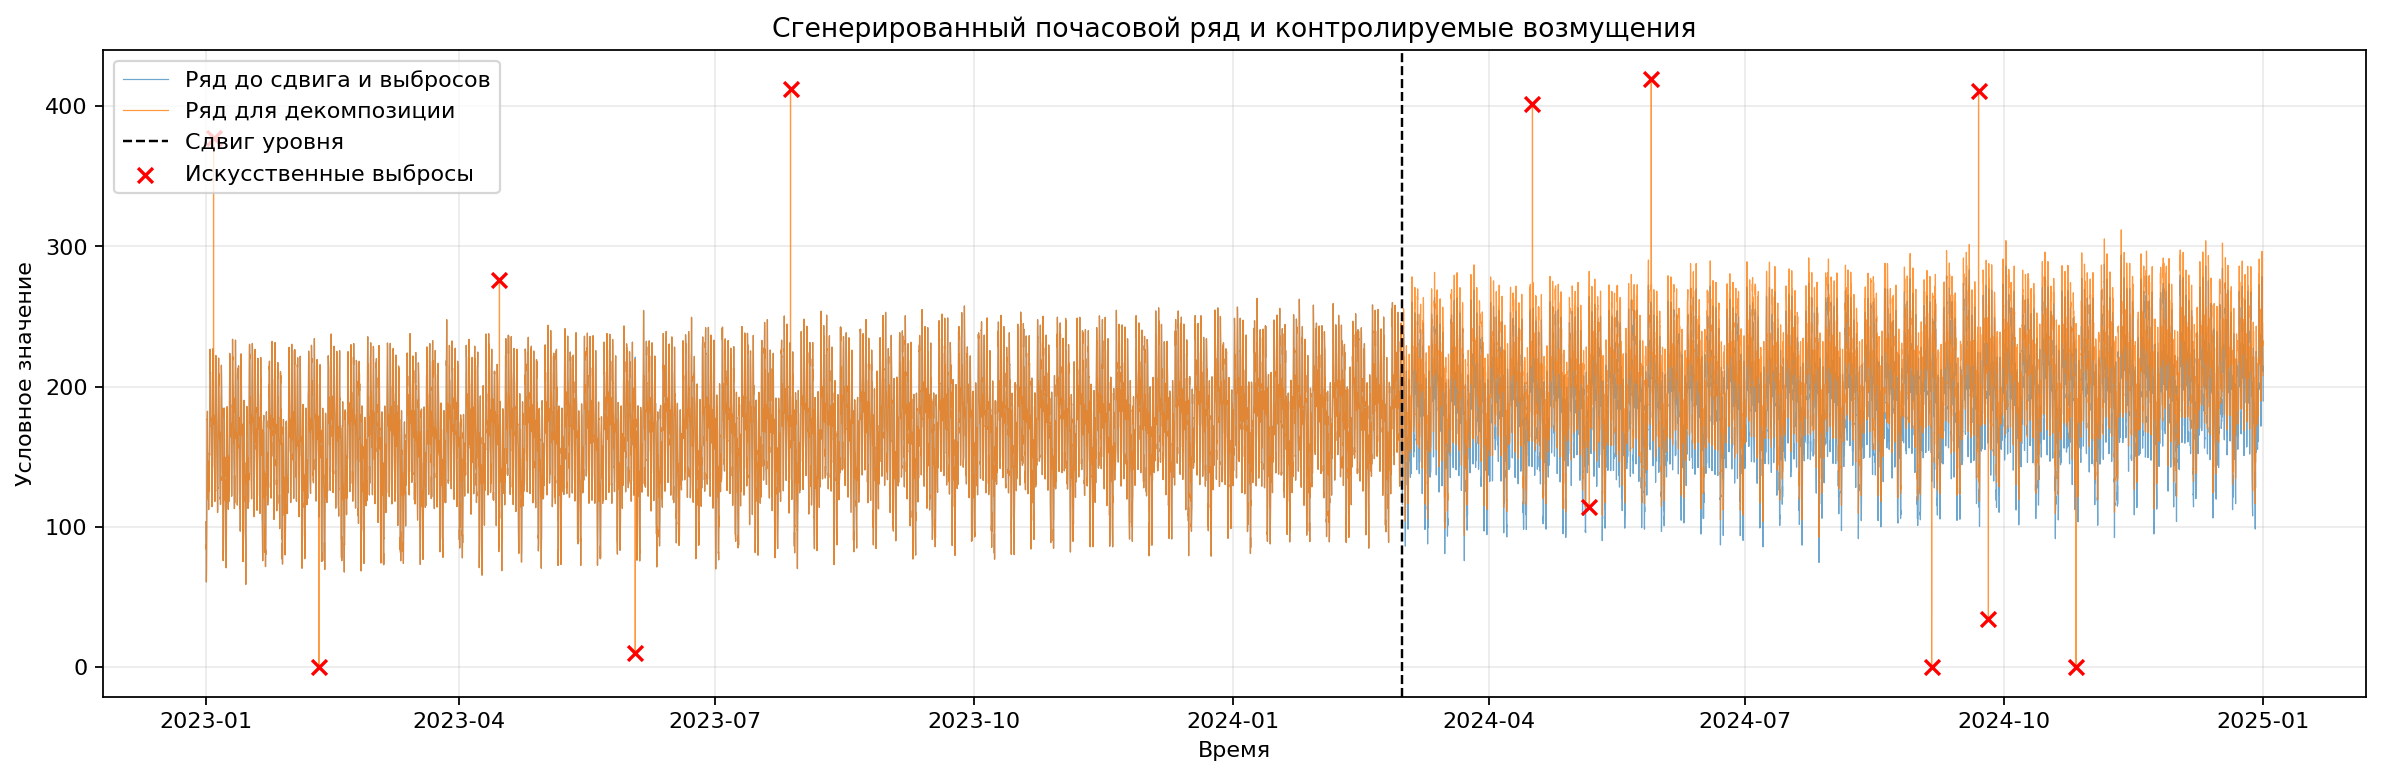 Сгенерированный почасовой ряд и контролируемые возмущения
Ряд до сдвига и выбросов
Ряд для декомпозиции
Сдвиг уровня
Искусственные выбросы
Условное значение
400
300
200
100
0
2023-01
2023-04
2023-07
2023-10
2024-01
2024-04
2024-07
2024-10
2025-01
Время